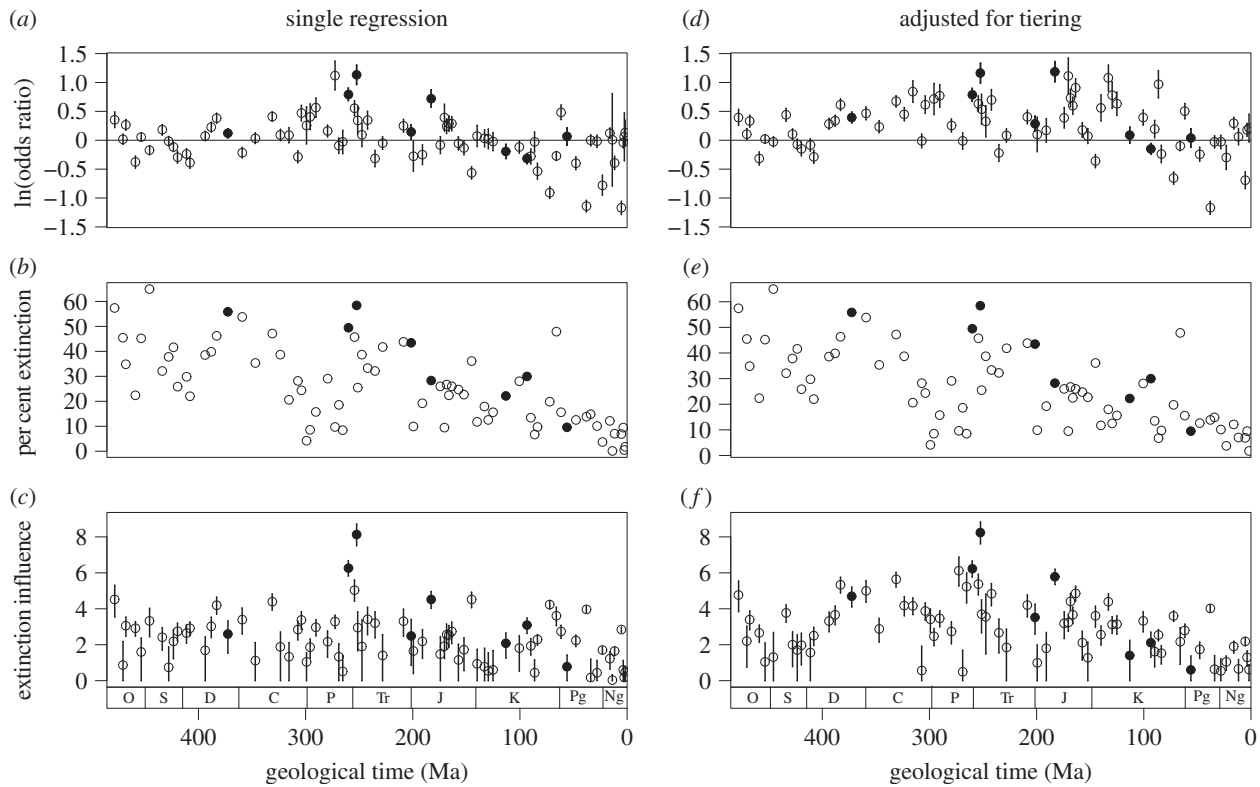 (a) single regression (d) adjusted for tiering
1.5 1.5
1.0 1.0
0.5 0.5
0 0
−0.5 −0.5
−1.0 −1.0
−1.5 −1.5
ln(odds ratio)
(b) (e)
60 60
50 50
40 40
30 30
20 20
10 10
0 0
per cent extinction
(c) (f)
8 8
6 6
4 4
2 2
0 0
extinction influence
O S D C P Tr J K Pg Ng O S D C P Tr J K Pg Ng
400 300 200 100 0 400 300 200 100 0
geological time (Ma) geological time (Ma)